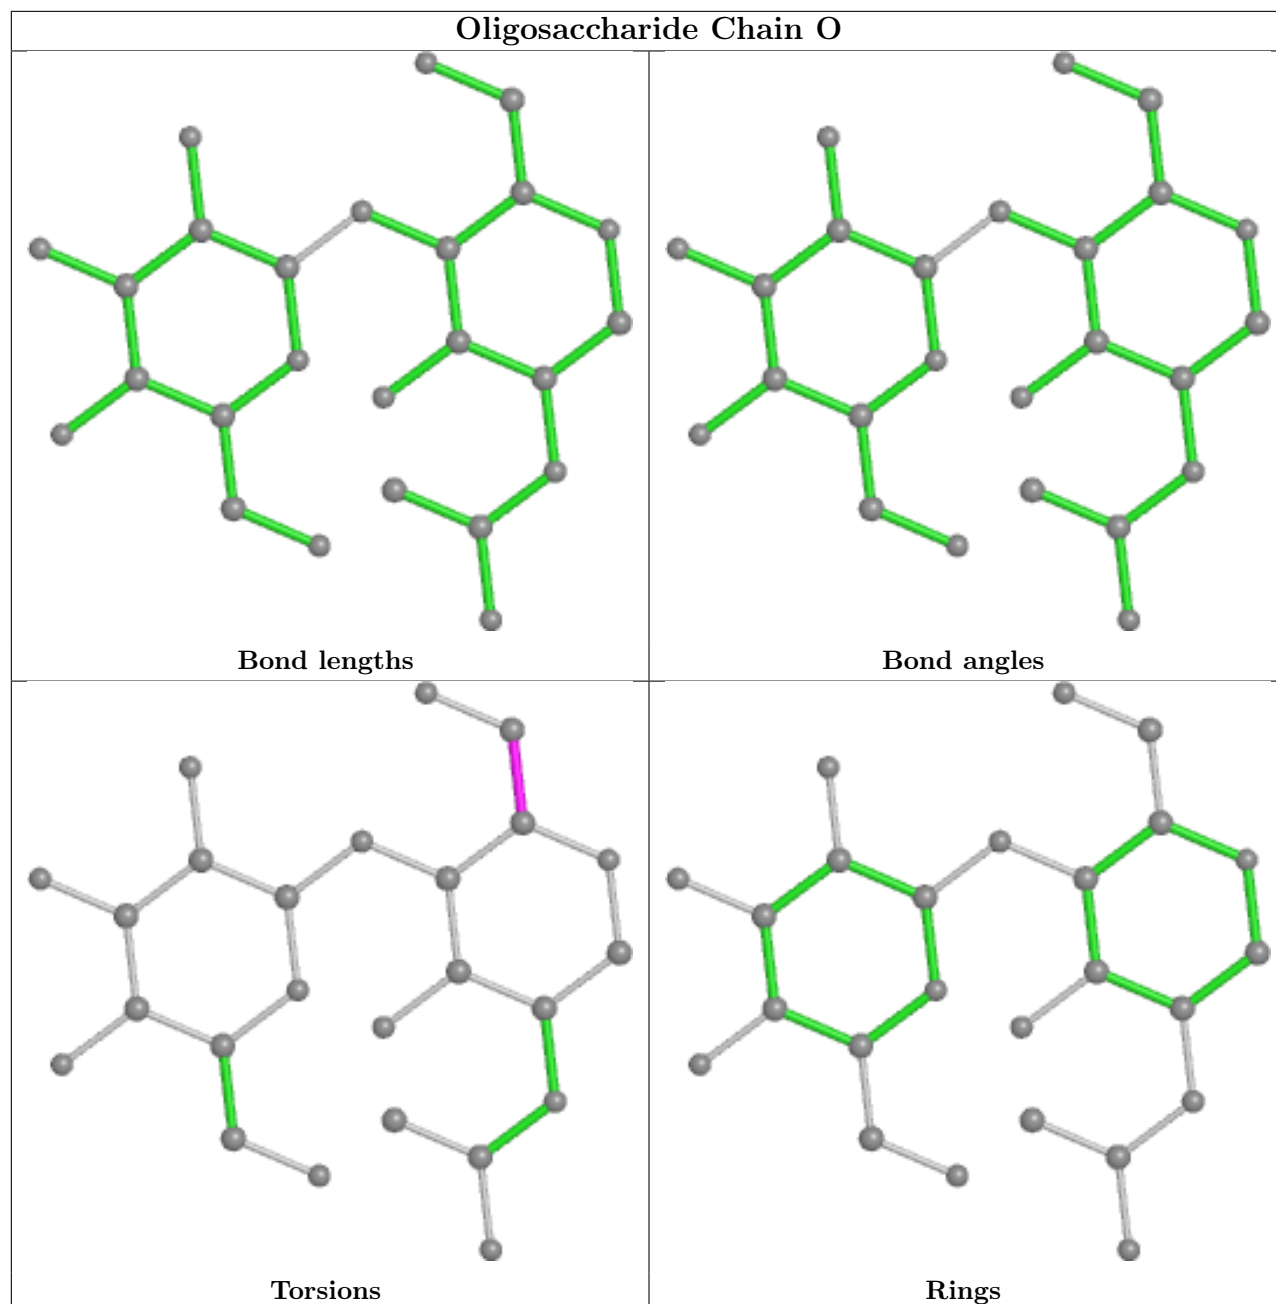 Oligosaccharide Chain O
Bond lengths
Bond angles
Torsions
Rings